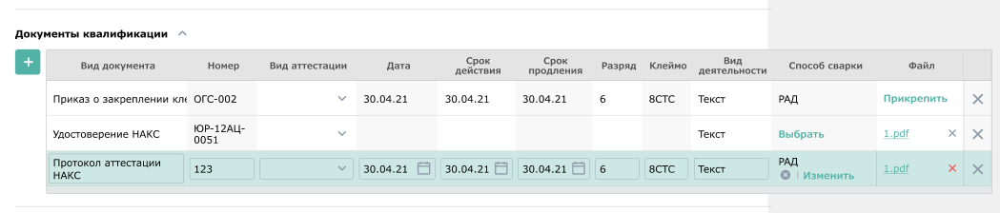 Документы квалификации
+ Вид документа Номер Вид аттестации Дата Срок действия Срок продления Разряд Клеймо Вид деятельности Способ сварки Файл
Приказ о закреплении кле ОГС-002 30.04.21 30.04.21 30.04.21 6 8СТС Текст РАД Прикрепить
Удостоверение НАКС ЮР-12АЦ-0051 Текст Выбрать 1.pdf
Протокол аттестации НАКС 123 30.04.21 30.04.21 30.04.21 6 8СТС Текст РАД Изменить 1.pdf